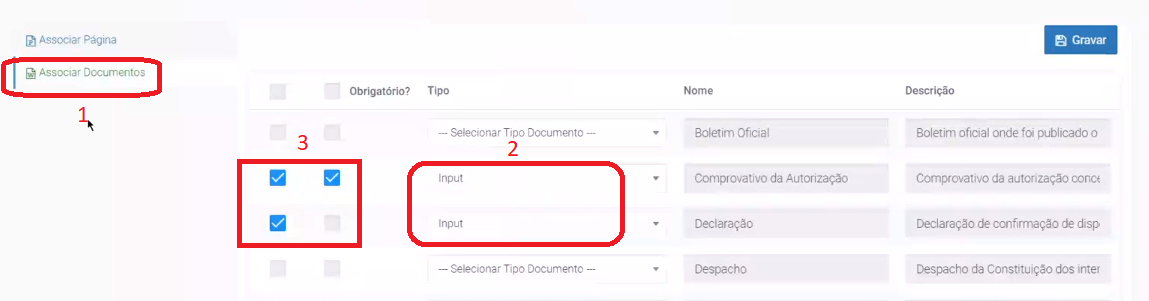 Associar Página
Gravar
Associar Documentos
1
Obrigatório? Tipo Nome Descrição
--- Selecionar Tipo Documento --- Boletim Oficial Boletim oficial onde foi publicado o
3 2
Input Comprovativo da Autorização Comprovativo da autorização conce
Input Declaração Declaração de confirmação de disp
--- Selecionar Tipo Documento --- Despacho Despacho da Constituição dos inter